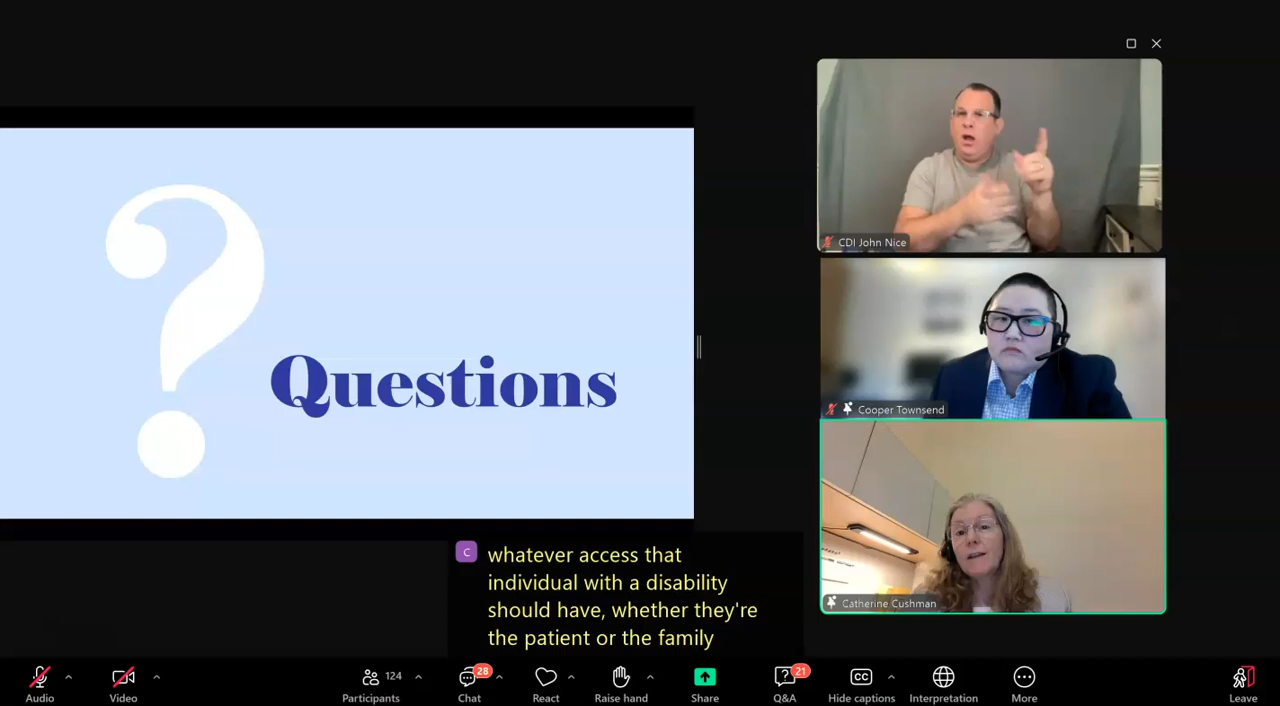 CDI John Nice
?
Questions
Cooper Townsend
C
whatever access that
individual with a disability
should have, whether they're
the patient or the family
Catherine Cushman
124
28
21
CC
Audio
Video
Participants
Chat
React
Raise hand
Share
Q&A
Hide captions
Interpretation
More
Leave